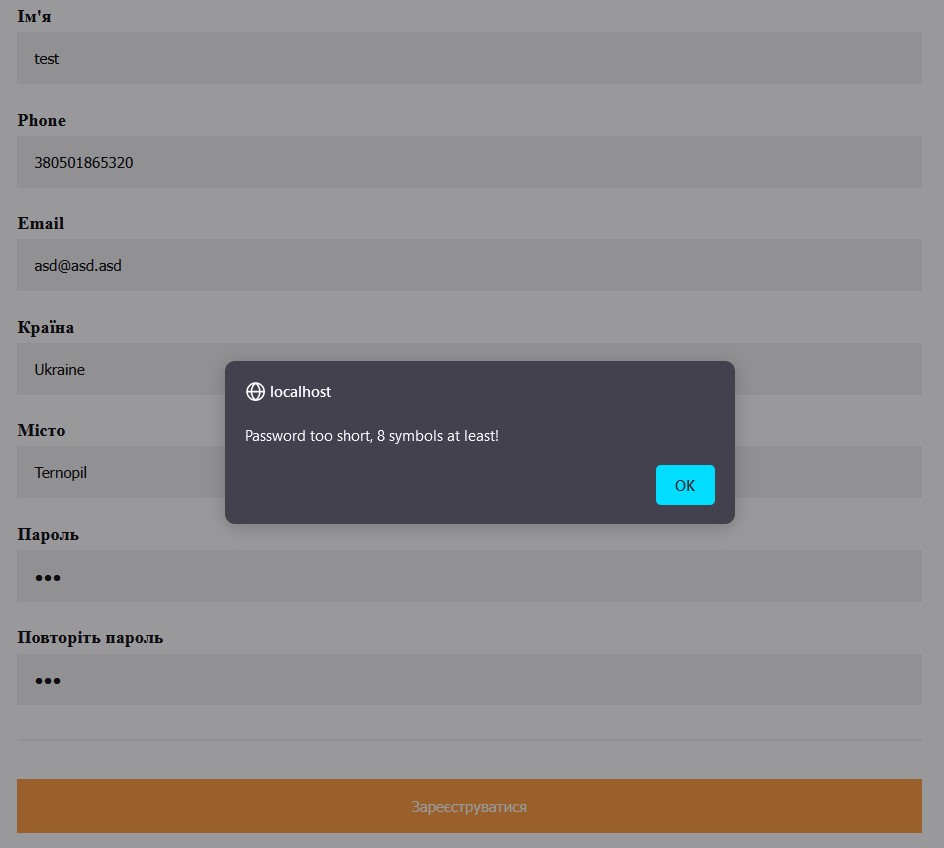 Ім'я
test
Phone
380501865320
Email
asd@asd.asd
Країна
Ukraine
localhost
Password too short, 8 symbols at least!
OK
Місто
Ternopil
Пароль
•••
Повторіть пароль
•••
Зареєструватися